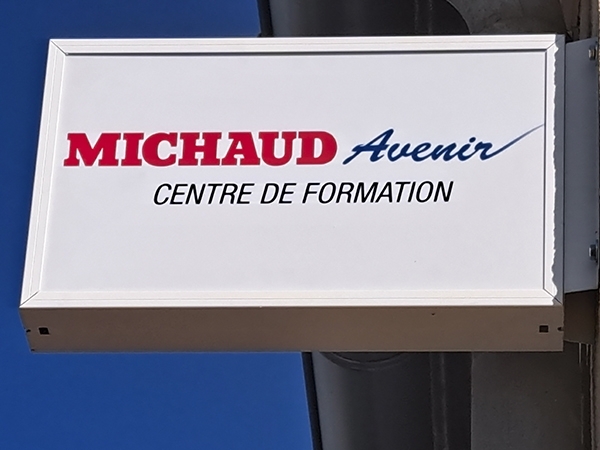 MICHAUD Avenir
CENTRE DE FORMATION